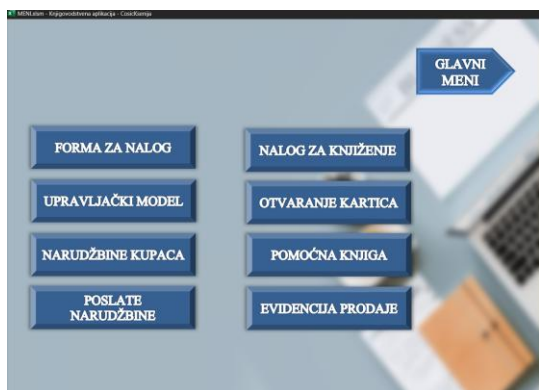 MENI.xlsm - Knjigovodstvena aplikacija - CosicKsenija
GLAVNI
MENI
FORMA ZA NALOG
NALOG ZA KNJIŽENJE
UPRAVLJAČKI MODEL
OTVARANJE KARTICA
NARUDŽBINE KUPACA
POMOĆNA KNJIGA
POSLATE
NARUDŽBINE
EVIDENCIJA PRODAJE